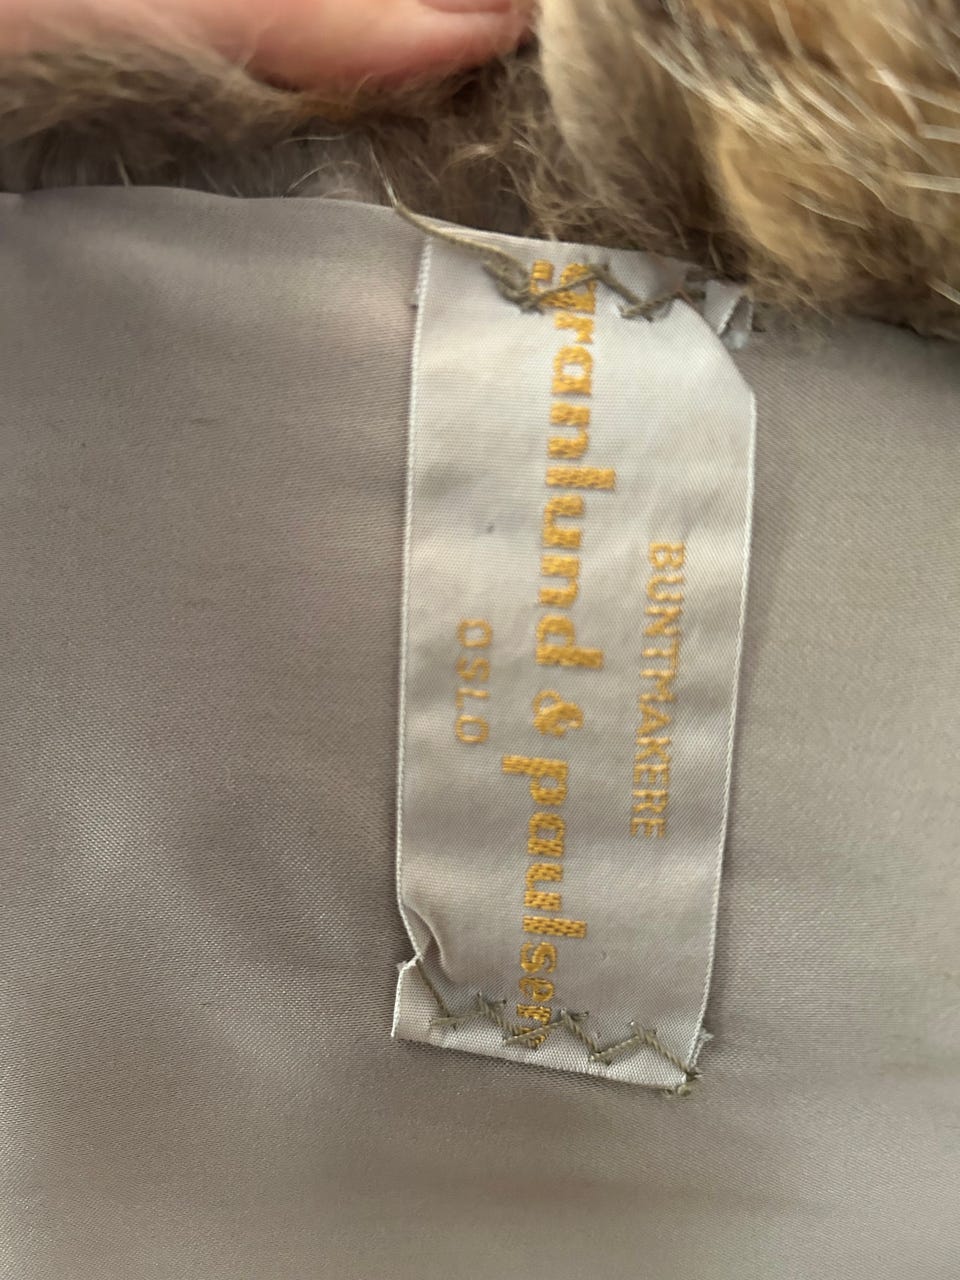 BUNTMAKERE
granlund & paulsen
OSLO